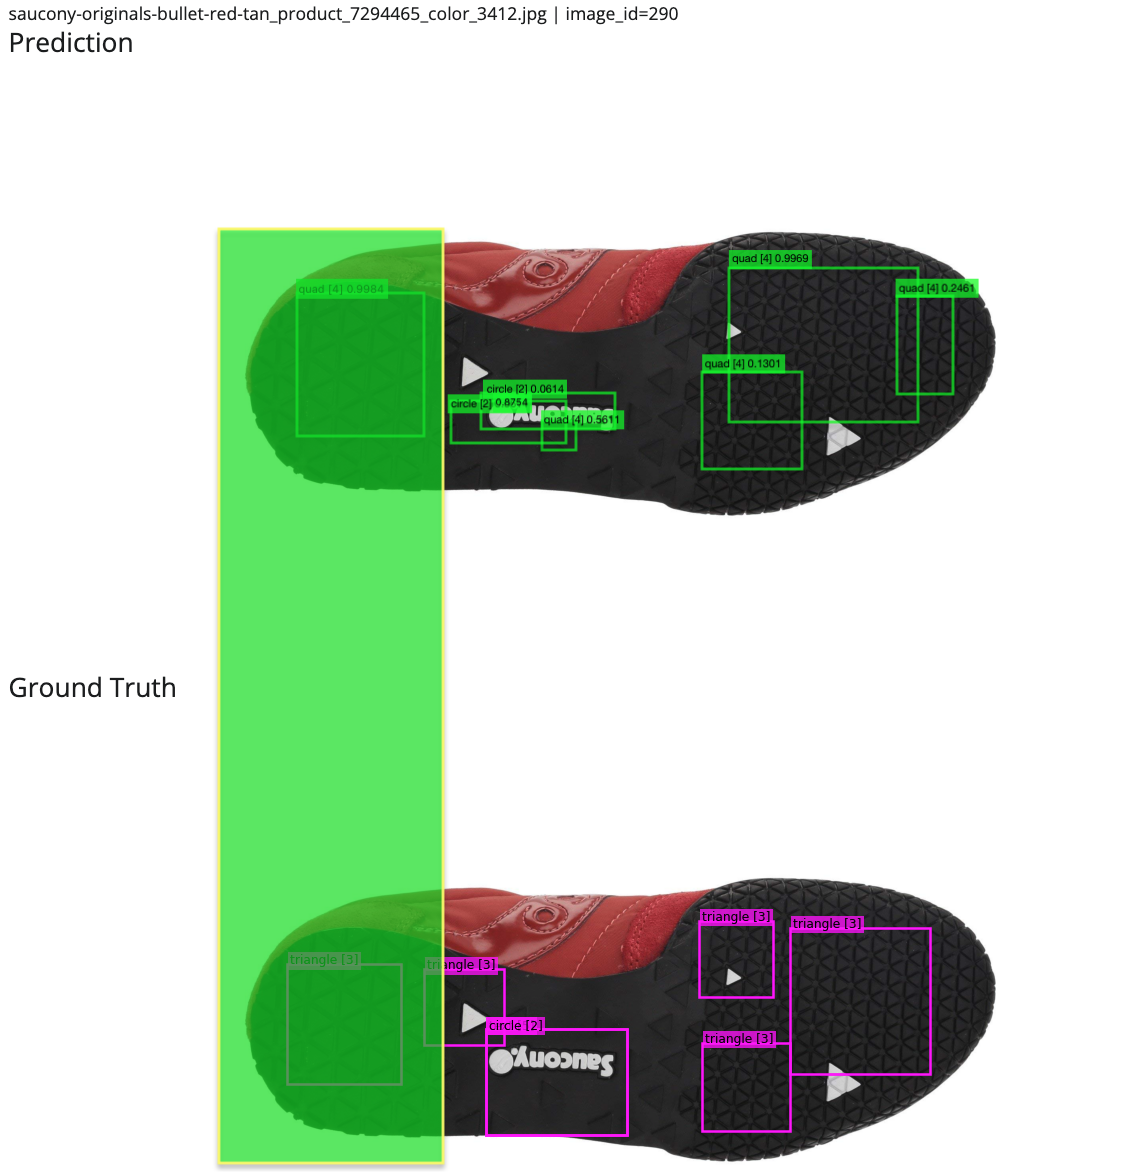 saucony-originals-bullet-red-tan_product_7294465_color_3412.jpg | image_id=290
Prediction
quad [4] 0.9969
quad [4] 0.9984
quad [4] 0.2461
quad [4] 0.1301
circle [2] 0.0614
circle [2] 0.8754
Saucony
quad [4] 0.5611
Ground Truth
triangle [3]
triangle [3]
triangle [3]
triangle [3]
circle [2]
triangle [3]
Saucony.